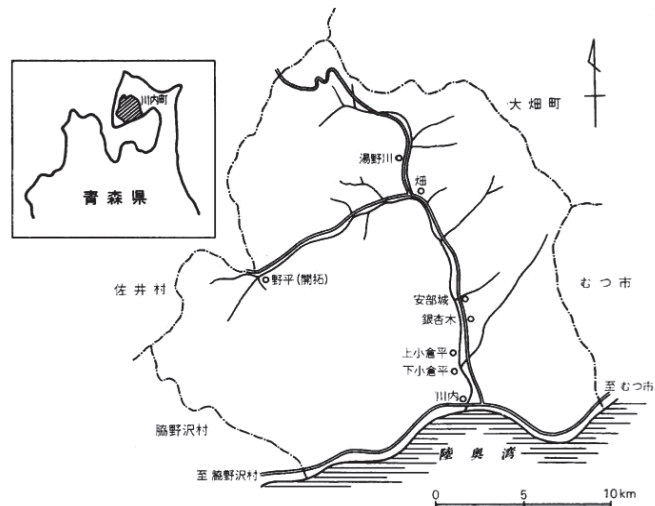 川内町
青森県
大畑町
湯野川
畑
佐井村
野平(開拓)
むつ市
安部城
銀杏木
上小倉平
下小倉平
川内
至むつ市
脇野沢村
至脇野沢村
陸奥湾
0 5 10km